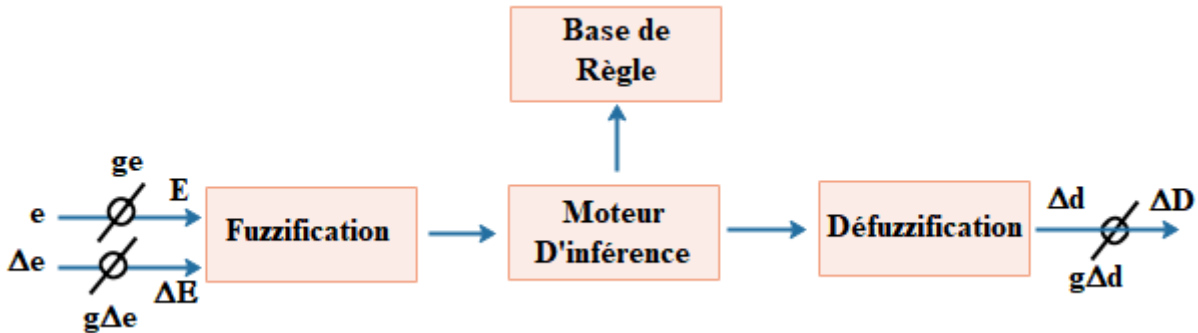 Base de
Règle
ge
E
e
Fuzzification
Moteur
D'inférence
Défuzzification
Δd
ΔD
Δe
ΔE
gΔe
gΔd